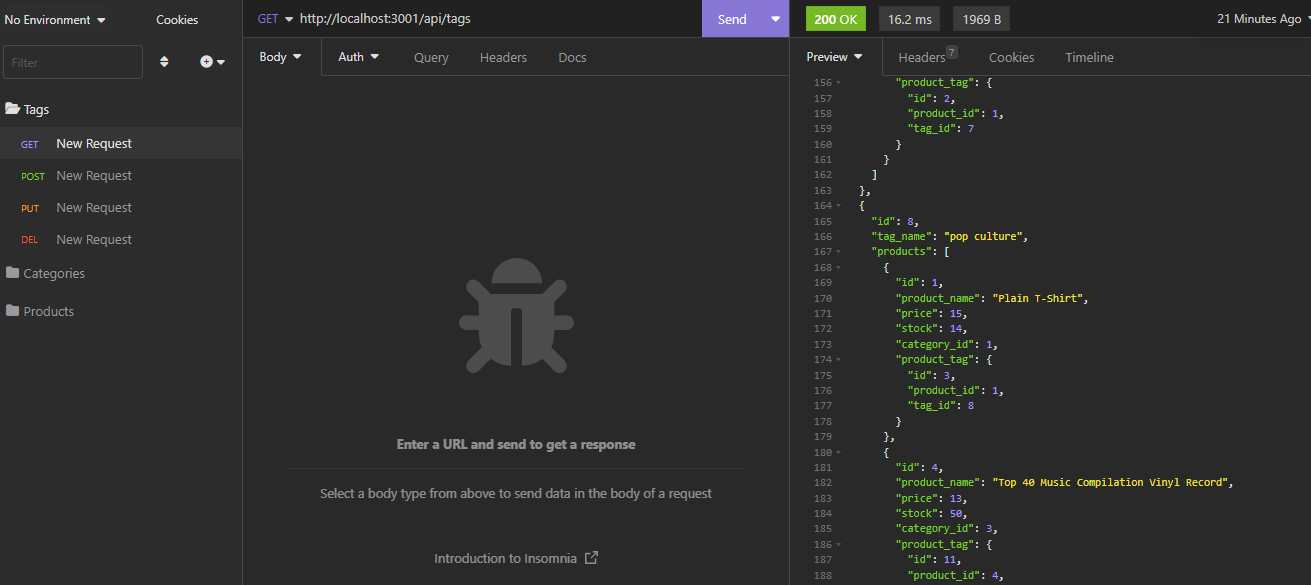 No Environment Cookies
Filter
Tags
GET New Request
POST New Request
PUT New Request
DEL New Request
Categories
Products
GET http://localhost:3001/api/tags Send
Body Auth Query Headers Docs
Enter a URL and send to get a response
Select a body type from above to send data in the body of a request
Introduction to Insomnia
200 OK 16.2 ms 1969 B 21 Minutes Ago
Preview Headers 7 Cookies Timeline
156 "product_tag": {
157 "id": 2,
158 "product_id": 1,
159 "tag_id": 7
160 }
161 }
162 ]
163 },
164 {
165 "id": 8,
166 "tag_name": "pop culture",
167 "products": [
168 {
169 "id": 1,
170 "product_name": "Plain T-Shirt",
171 "price": 15,
172 "stock": 14,
173 "category_id": 1,
174 "product_tag": {
175 "id": 3,
176 "product_id": 1,
177 "tag_id": 8
178 }
179 },
180 {
181 "id": 4,
182 "product_name": "Top 40 Music Compilation Vinyl Record",
183 "price": 13,
184 "stock": 50,
185 "category_id": 3,
186 "product_tag": {
187 "id": 11,
188 "product_id": 4,